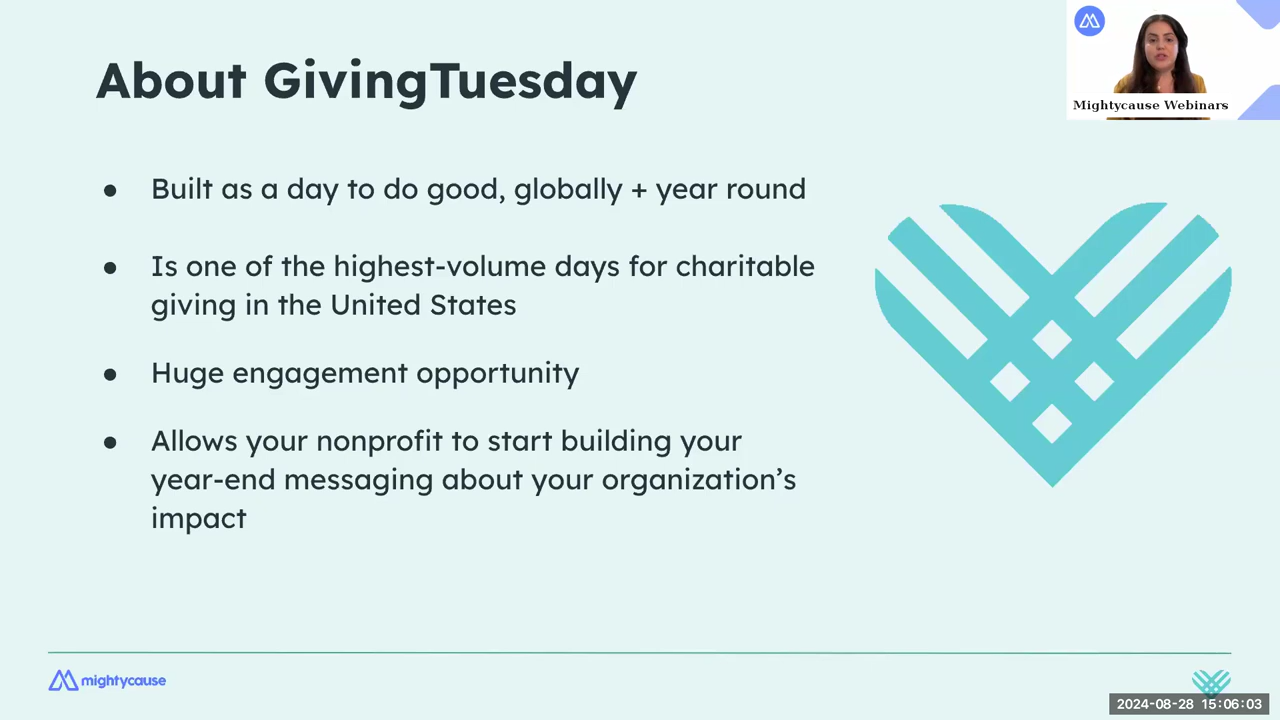 About GivingTuesday
Mightycause Webinars
● Built as a day to do good, globally + year round
● Is one of the highest-volume days for charitable
giving in the United States
● Huge engagement opportunity
● Allows your nonprofit to start building your
year-end messaging about your organization’s
impact
mightycause
2024-08-28 15:06:03